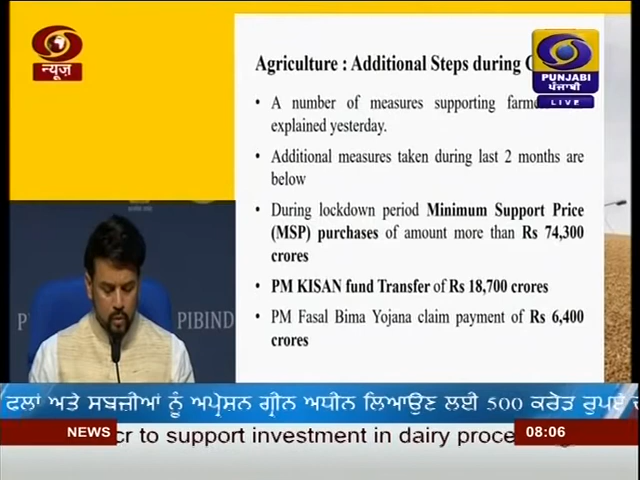 न्यूज़
Agriculture : Additional Steps during
PUNJABI
ਪੰਜਾਬੀ
LIVE
• A number of measures supporting
explained yesterday.
• Additional measures taken during last 2 months are
below
• During lockdown period Minimum Support Price
(MSP) purchases of amount more than Rs 74,300
crores
• PM KISAN fund Transfer of Rs 18,700 crores
• PM Fasal Bima Yojana claim payment of Rs 6,400
crores
PIBIND
ਫਲਾਂ ਅਤੇ ਸਬਜ਼ੀਆਂ ਨੂੰ ਅਪ੍ਰੇਸ਼ਨ ਗ੍ਰੀਨ ਅਧੀਨ ਲਿਆਉਣ ਲਈ 500 ਕਰੋੜ ਰੁਪਏ
NEWS cr to support investment in dairy 08:06